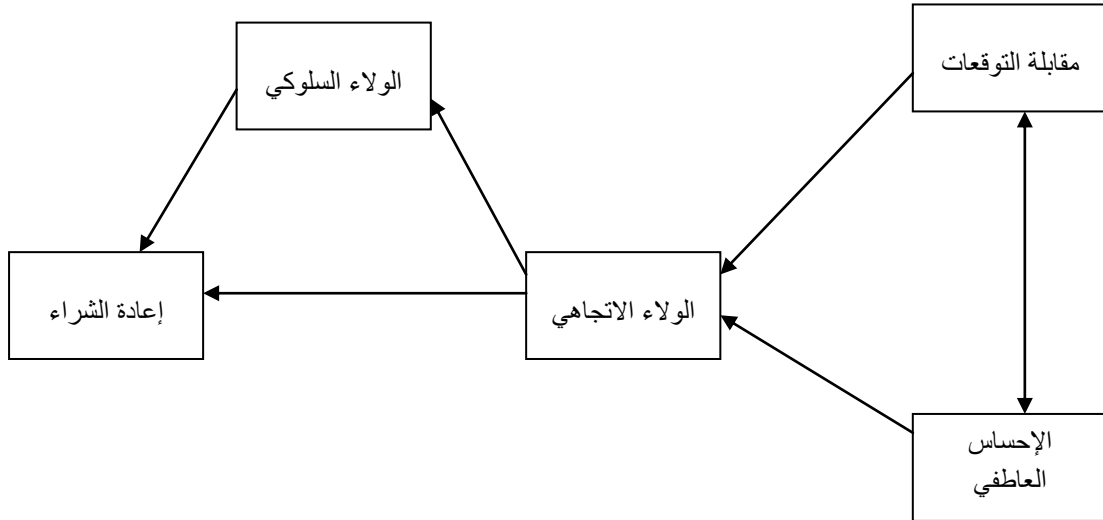 مقابلة التوقعات
الولاء السلوكي
الولاء الاتجاهي
إعادة الشراء
الإحساس
العاطفي